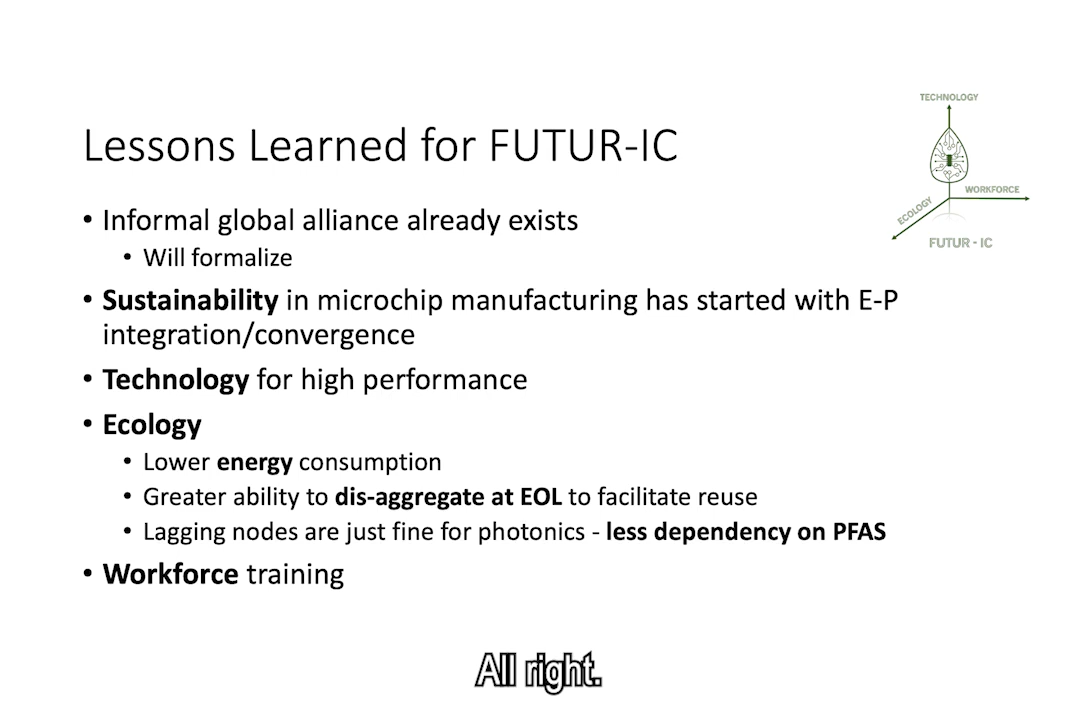 TECHNOLOGY
WORKFORCE
ECOLOGY
FUTUR - IC
Lessons Learned for FUTUR-IC
• Informal global alliance already exists
• Will formalize
• Sustainability in microchip manufacturing has started with E-P
integration/convergence
• Technology for high performance
• Ecology
• Lower energy consumption
• Greater ability to dis-aggregate at EOL to facilitate reuse
• Lagging nodes are just fine for photonics - less dependency on PFAS
• Workforce training
All right.